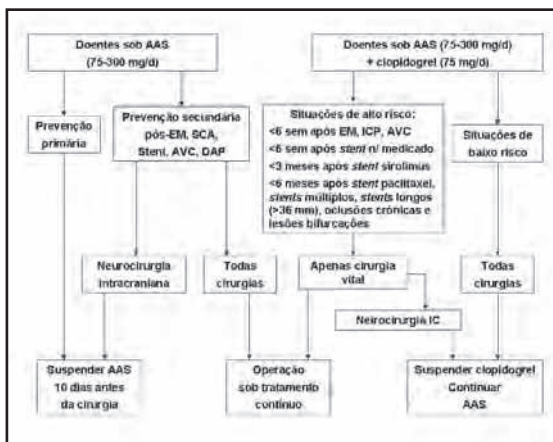 Doentes sob AAS
(75-300 mg/d)
Doentes sob AAS (75-300 mg/d)
+ clopidogrel (75 mg/d)
Prevenção
primária
Prevenção secundária
pós-EM, SCA,
Stent, AVC, DAP
Situações de alto risco:
<6 sem após EM, ICP, AVC
<6 sem após stent n/ medicado
<3 meses após stent sirolimus
<6 meses após stent paclitaxel,
stents múltiplos, stents longos
(>36 mm), oclusões crónicas e
lesões bifurcações
Situações de
baixo risco
Neurocirurgia
intracraniana
Todas
cirurgias
Apenas cirurgia
vital
Todas
cirurgias
Neirocirurgia IC
Suspender AAS
10 dias antes
da cirurgia
Operação
sob tratamento
contínuo
Suspender clopidogrel
Continuar
AAS